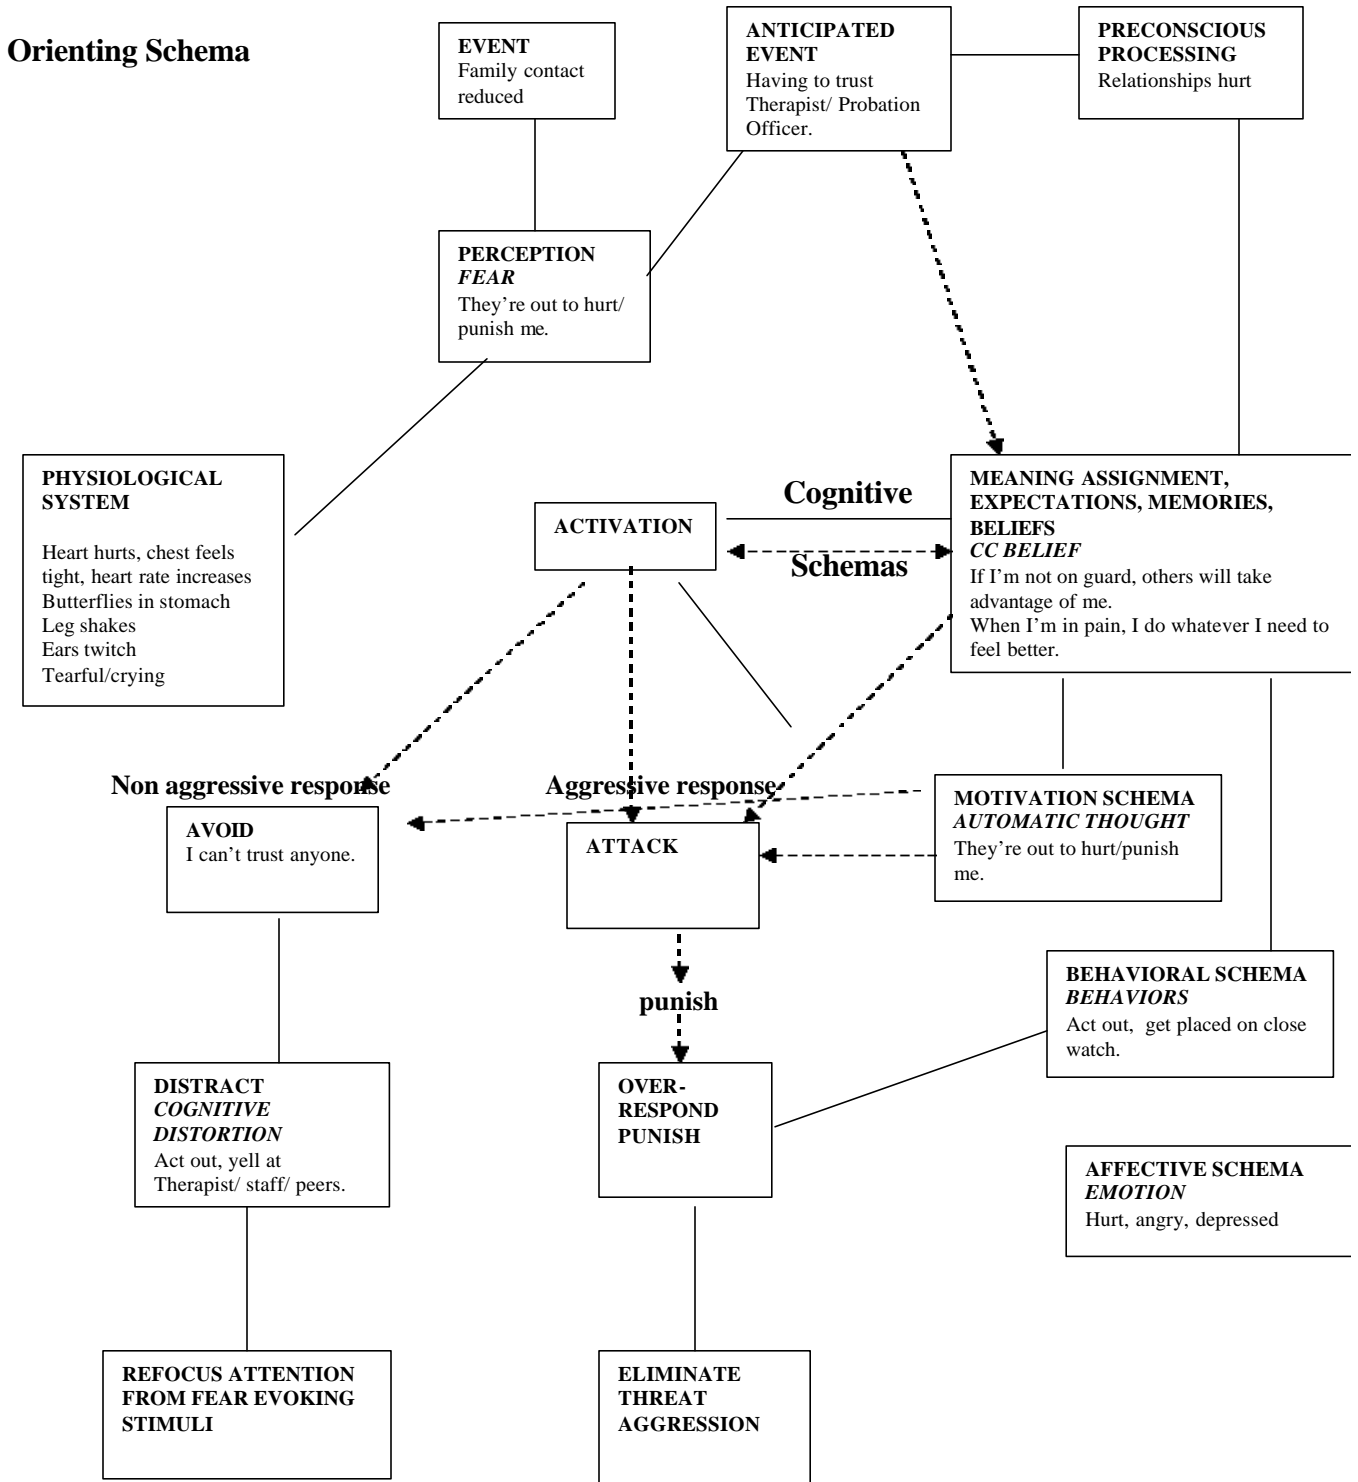 Orienting Schema
EVENT
Family contact
reduced
ANTICIPATED
EVENT
Having to trust
Therapist/ Probation
Officer.
PRECONSCIOUS
PROCESSING
Relationships hurt
PERCEPTION
FEAR
They’re out to hurt/
punish me.
PHYSIOLOGICAL
SYSTEM
Heart hurts, chest feels
tight, heart rate increases
Butterflies in stomach
Leg shakes
Ears twitch
Tearful/crying
ACTIVATION
Cognitive
Schemas
MEANING ASSIGNMENT,
EXPECTATIONS, MEMORIES,
BELIEFS
CC BELIEF
If I’m not on guard, others will take
advantage of me.
When I’m in pain, I do whatever I need to
feel better.
Non aggressive response
Aggressive response
AVOID
I can’t trust anyone.
ATTACK
MOTIVATION SCHEMA
AUTOMATIC THOUGHT
They’re out to hurt/punish
me.
punish
BEHAVIORAL SCHEMA
BEHAVIORS
Act out, get placed on close
watch.
DISTRACT
COGNITIVE
DISTORTION
Act out, yell at
Therapist/ staff/ peers.
OVER-
RESPOND
PUNISH
AFFECTIVE SCHEMA
EMOTION
Hurt, angry, depressed
REFOCUS ATTENTION
FROM FEAR EVOKING
STIMULI
ELIMINATE
THREAT
AGGRESSION